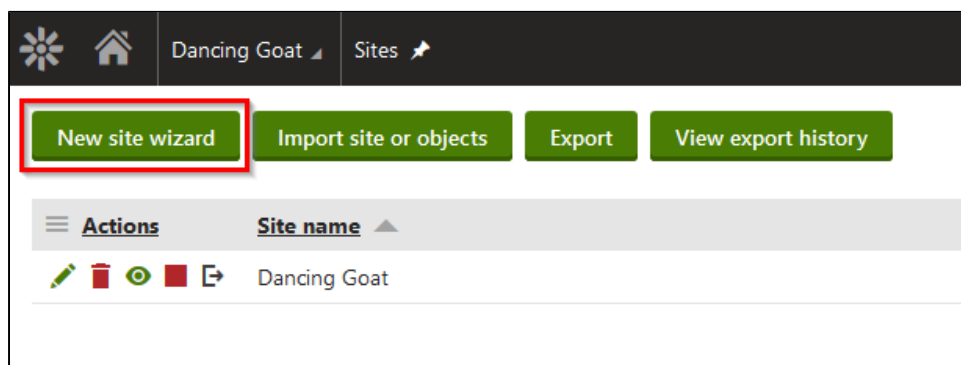 Dancing Goat Sites
New site wizard Import site or objects Export View export history
Actions Site name
Dancing Goat